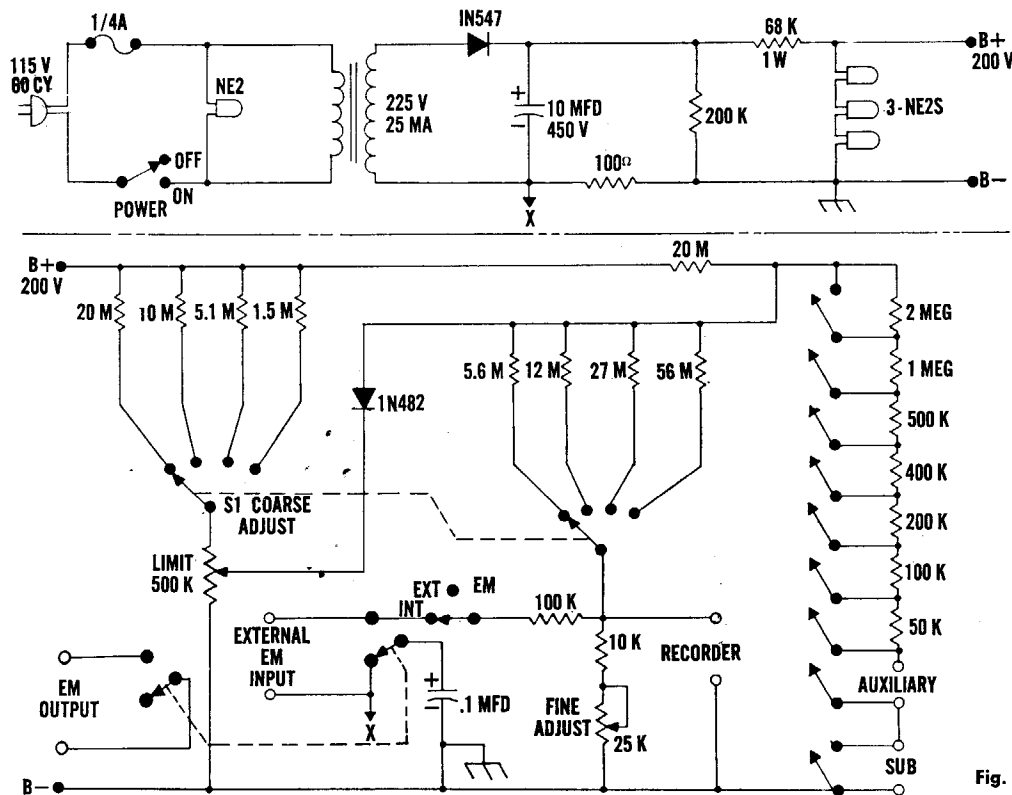 1/4A
115 V
60 CY
NE2
OFF
ON
POWER
225 V
25 MA
IN547
+
10 MFD
450 V
−
X
100Ω
200 K
68 K
1W
3-NE2S
B+
200 V
B−
B+
200 V
20 M
10 M
5.1 M
1.5 M
20 M
1N482
5.6 M
12 M
27 M
56 M
2 MEG
1 MEG
500 K
400 K
200 K
100 K
50 K
S1 COARSE
ADJUST
LIMIT
500 K
EXT
EM
INT
100 K
EXTERNAL
EM
INPUT
10 K
RECORDER
EM
OUTPUT
X
+
−
.1 MFD
FINE
ADJUST
25 K
AUXILIARY
SUB
B−
Fig.